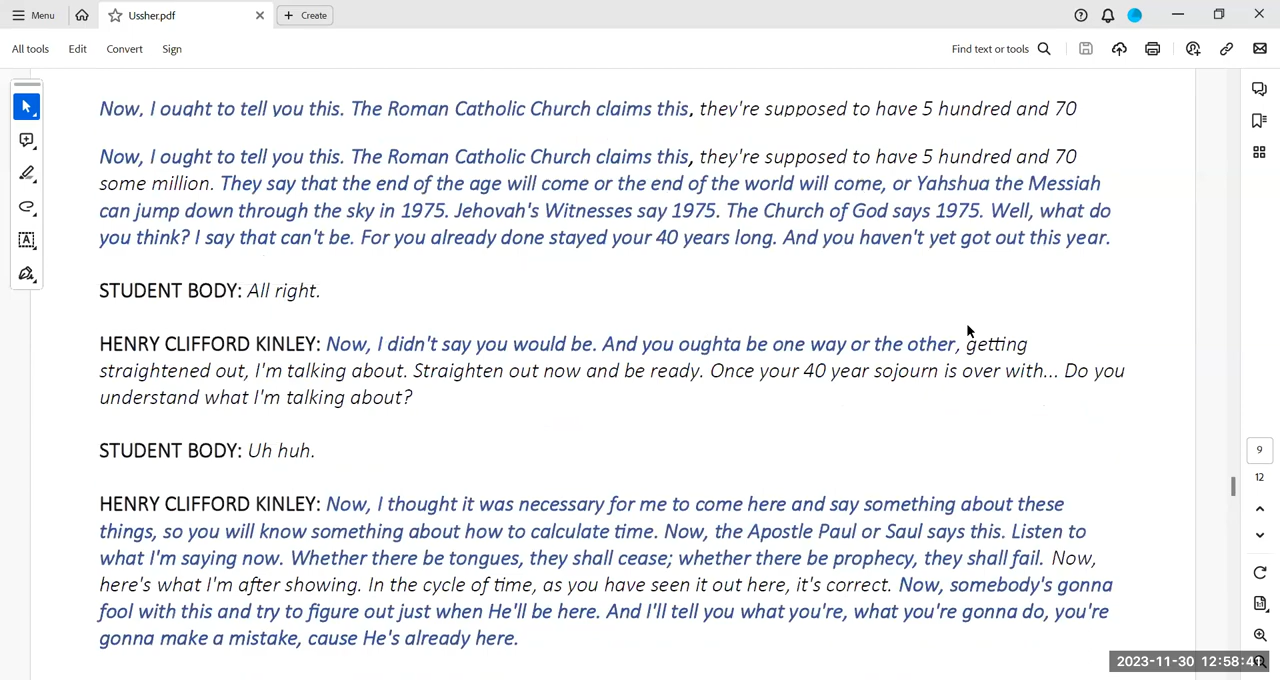 Menu
Ussher.pdf
Create
All tools
Edit
Convert
Sign
Find text or tools
Now, I ought to tell you this. The Roman Catholic Church claims this, they're supposed to have 5 hundred and 70
Now, I ought to tell you this. The Roman Catholic Church claims this, they're supposed to have 5 hundred and 70
some million. They say that the end of the age will come or the end of the world will come, or Yahshua the Messiah
can jump down through the sky in 1975. Jehovah's Witnesses say 1975. The Church of God says 1975. Well, what do
you think? I say that can't be. For you already done stayed your 40 years long. And you haven't yet got out this year.
STUDENT BODY: All right.
HENRY CLIFFORD KINLEY: Now, I didn't say you would be. And you oughta be one way or the other, getting
straightened out, I'm talking about. Straighten out now and be ready. Once your 40 year sojourn is over with... Do you
understand what I'm talking about?
STUDENT BODY: Uh huh.
HENRY CLIFFORD KINLEY: Now, I thought it was necessary for me to come here and say something about these
things, so you will know something about how to calculate time. Now, the Apostle Paul or Saul says this. Listen to
what I'm saying now. Whether there be tongues, they shall cease; whether there be prophecy, they shall fail. Now,
here's what I'm after showing. In the cycle of time, as you have seen it out here, it's correct. Now, somebody's gonna
fool with this and try to figure out just when He'll be here. And I'll tell you what you're, what you're gonna do, you're
gonna make a mistake, cause He's already here.
9
12
2023-11-30 12:58:41